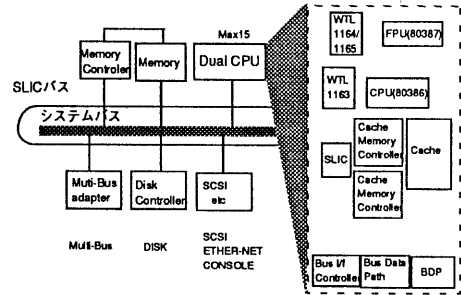 Max15
Memory
Controler
Memory
Dual CPU
SLICバス
システムバス
Muti-Bus
adapter
Disk
Controller
SCSI
etc
Multi-Bus
DISK
SCSI
ETHER-NET
CONSOLE
WTL
1164/
1165
FPU(80387)
WTL
1163
CPU(80386)
SLIC
Cache
Memory
Controller
Cache
Memory
Controller
Cache
Bus I/f
Controller
Bus Data
Path
BDP